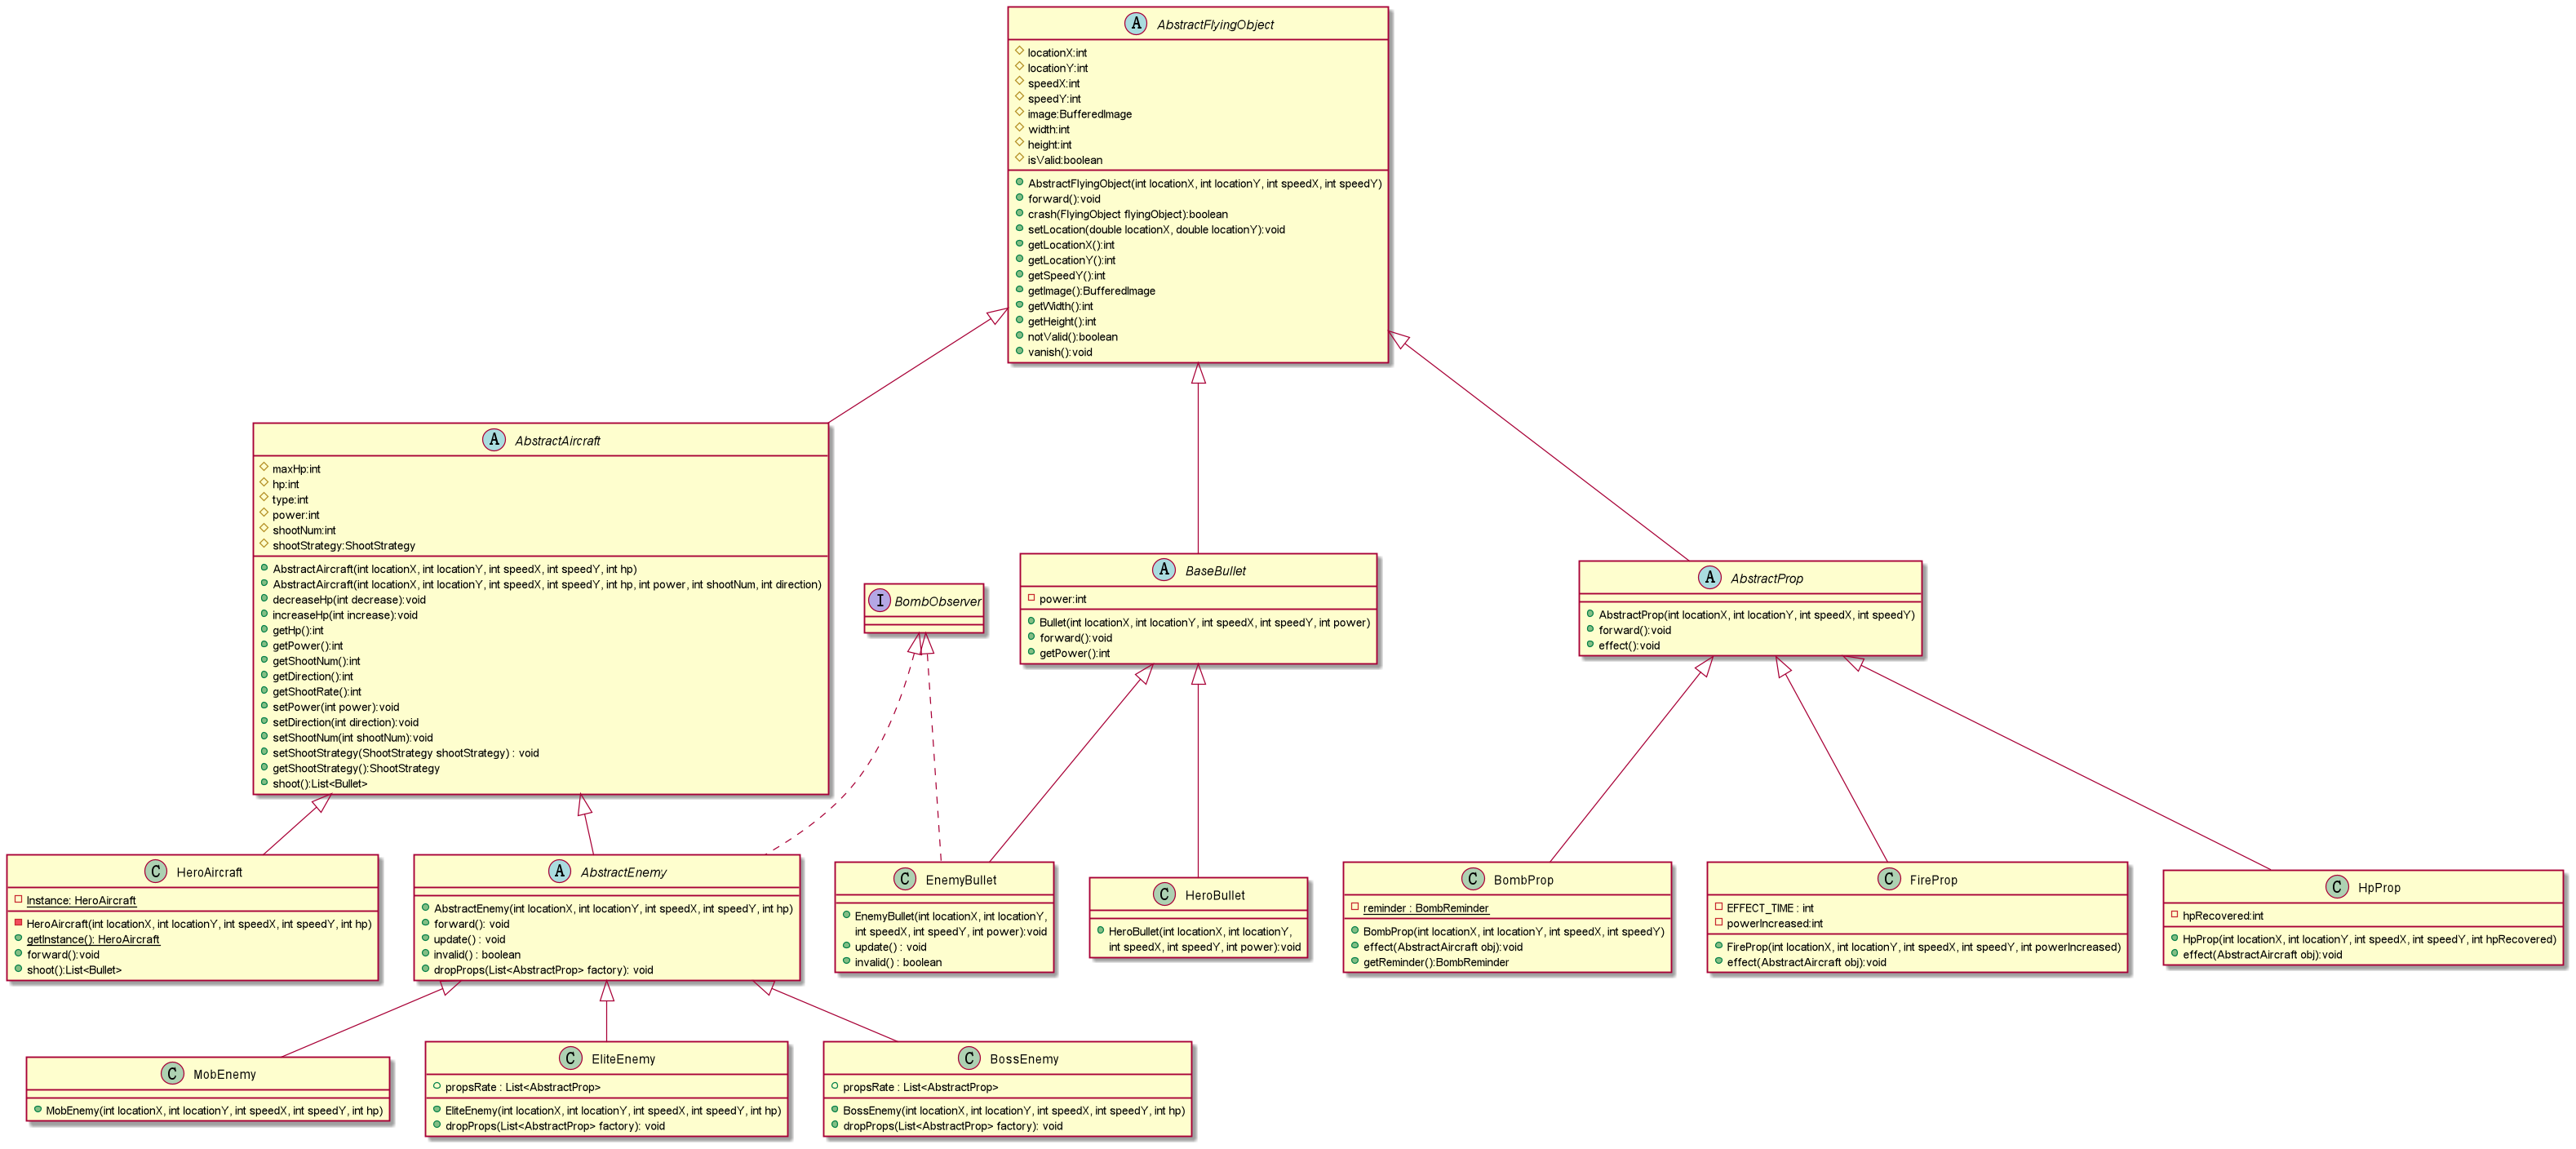 A AbstractFlyingObject
locationX:int
locationY:int
speedX:int
speedY:int
image:BufferedImage
width:int
height:int
isValid:boolean
AbstractFlyingObject(int locationX, int locationY, int speedX, int speedY)
forward():void
crash(FlyingObject flyingObject):boolean
setLocation(double locationX, double locationY):void
getLocationX():int
getLocationY():int
getSpeedY():int
getImage():BufferedImage
getWidth():int
getHeight():int
notValid():boolean
vanish():void
A AbstractAircraft
maxHp:int
hp:int
type:int
power:int
shootNum:int
shootStrategy:ShootStrategy
AbstractAircraft(int locationX, int locationY, int speedX, int speedY, int hp)
AbstractAircraft(int locationX, int locationY, int speedX, int speedY, int hp, int power, int shootNum, int direction)
decreaseHp(int decrease):void
increaseHp(int increase):void
getHp():int
getPower():int
getShootNum():int
getDirection():int
getShootRate():int
setPower(int power):void
setDirection(int direction):void
setShootNum(int shootNum):void
setShootStrategy(ShootStrategy shootStrategy) : void
getShootStrategy():ShootStrategy
shoot():List<Bullet>
I BombObserver
A BaseBullet
power:int
Bullet(int locationX, int locationY, int speedX, int speedY, int power)
forward():void
getPower():int
A AbstractProp
AbstractProp(int locationX, int locationY, int speedX, int speedY)
forward():void
effect():void
C HeroAircraft
Instance: HeroAircraft
HeroAircraft(int locationX, int locationY, int speedX, int speedY, int hp)
getInstance(): HeroAircraft
forward():void
shoot():List<Bullet>
A AbstractEnemy
AbstractEnemy(int locationX, int locationY, int speedX, int speedY, int hp)
forward(): void
update() : void
invalid() : boolean
dropProps(List<AbstractProp> factory): void
C EnemyBullet
EnemyBullet(int locationX, int locationY,
int speedX, int speedY, int power):void
update() : void
invalid() : boolean
C HeroBullet
HeroBullet(int locationX, int locationY,
int speedX, int speedY, int power):void
C BombProp
reminder : BombReminder
BombProp(int locationX, int locationY, int speedX, int speedY)
effect(AbstractAircraft obj):void
getReminder():BombReminder
C FireProp
EFFECT_TIME : int
powerIncreased:int
FireProp(int locationX, int locationY, int speedX, int speedY, int powerIncreased)
effect(AbstractAircraft obj):void
C HpProp
hpRecovered:int
HpProp(int locationX, int locationY, int speedX, int speedY, int hpRecovered)
effect(AbstractAircraft obj):void
C MobEnemy
MobEnemy(int locationX, int locationY, int speedX, int speedY, int hp)
C EliteEnemy
propsRate : List<AbstractProp>
EliteEnemy(int locationX, int locationY, int speedX, int speedY, int hp)
dropProps(List<AbstractProp> factory): void
C BossEnemy
propsRate : List<AbstractProp>
BossEnemy(int locationX, int locationY, int speedX, int speedY, int hp)
dropProps(List<AbstractProp> factory): void